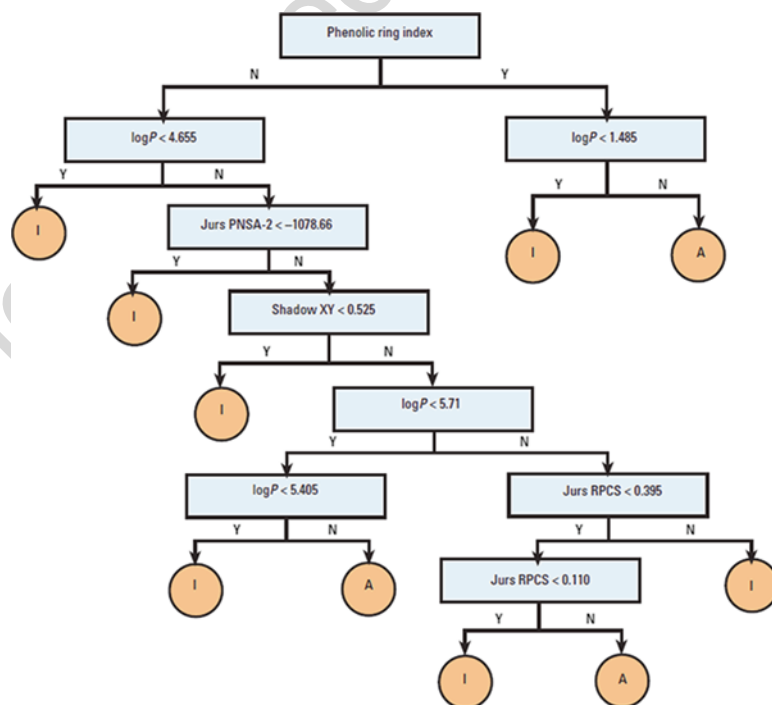 Phenolic ring index
N Y
logP < 4.655 logP < 1.485
Y N Y N
I Jurs PNSA-2 < –1078.66 I A
Y N
I Shadow XY < 0.525
Y N
I logP < 5.71
Y N
logP < 5.405 Jurs RPCS < 0.395
Y N Y N
I A Jurs RPCS < 0.110 I
Y N
I A